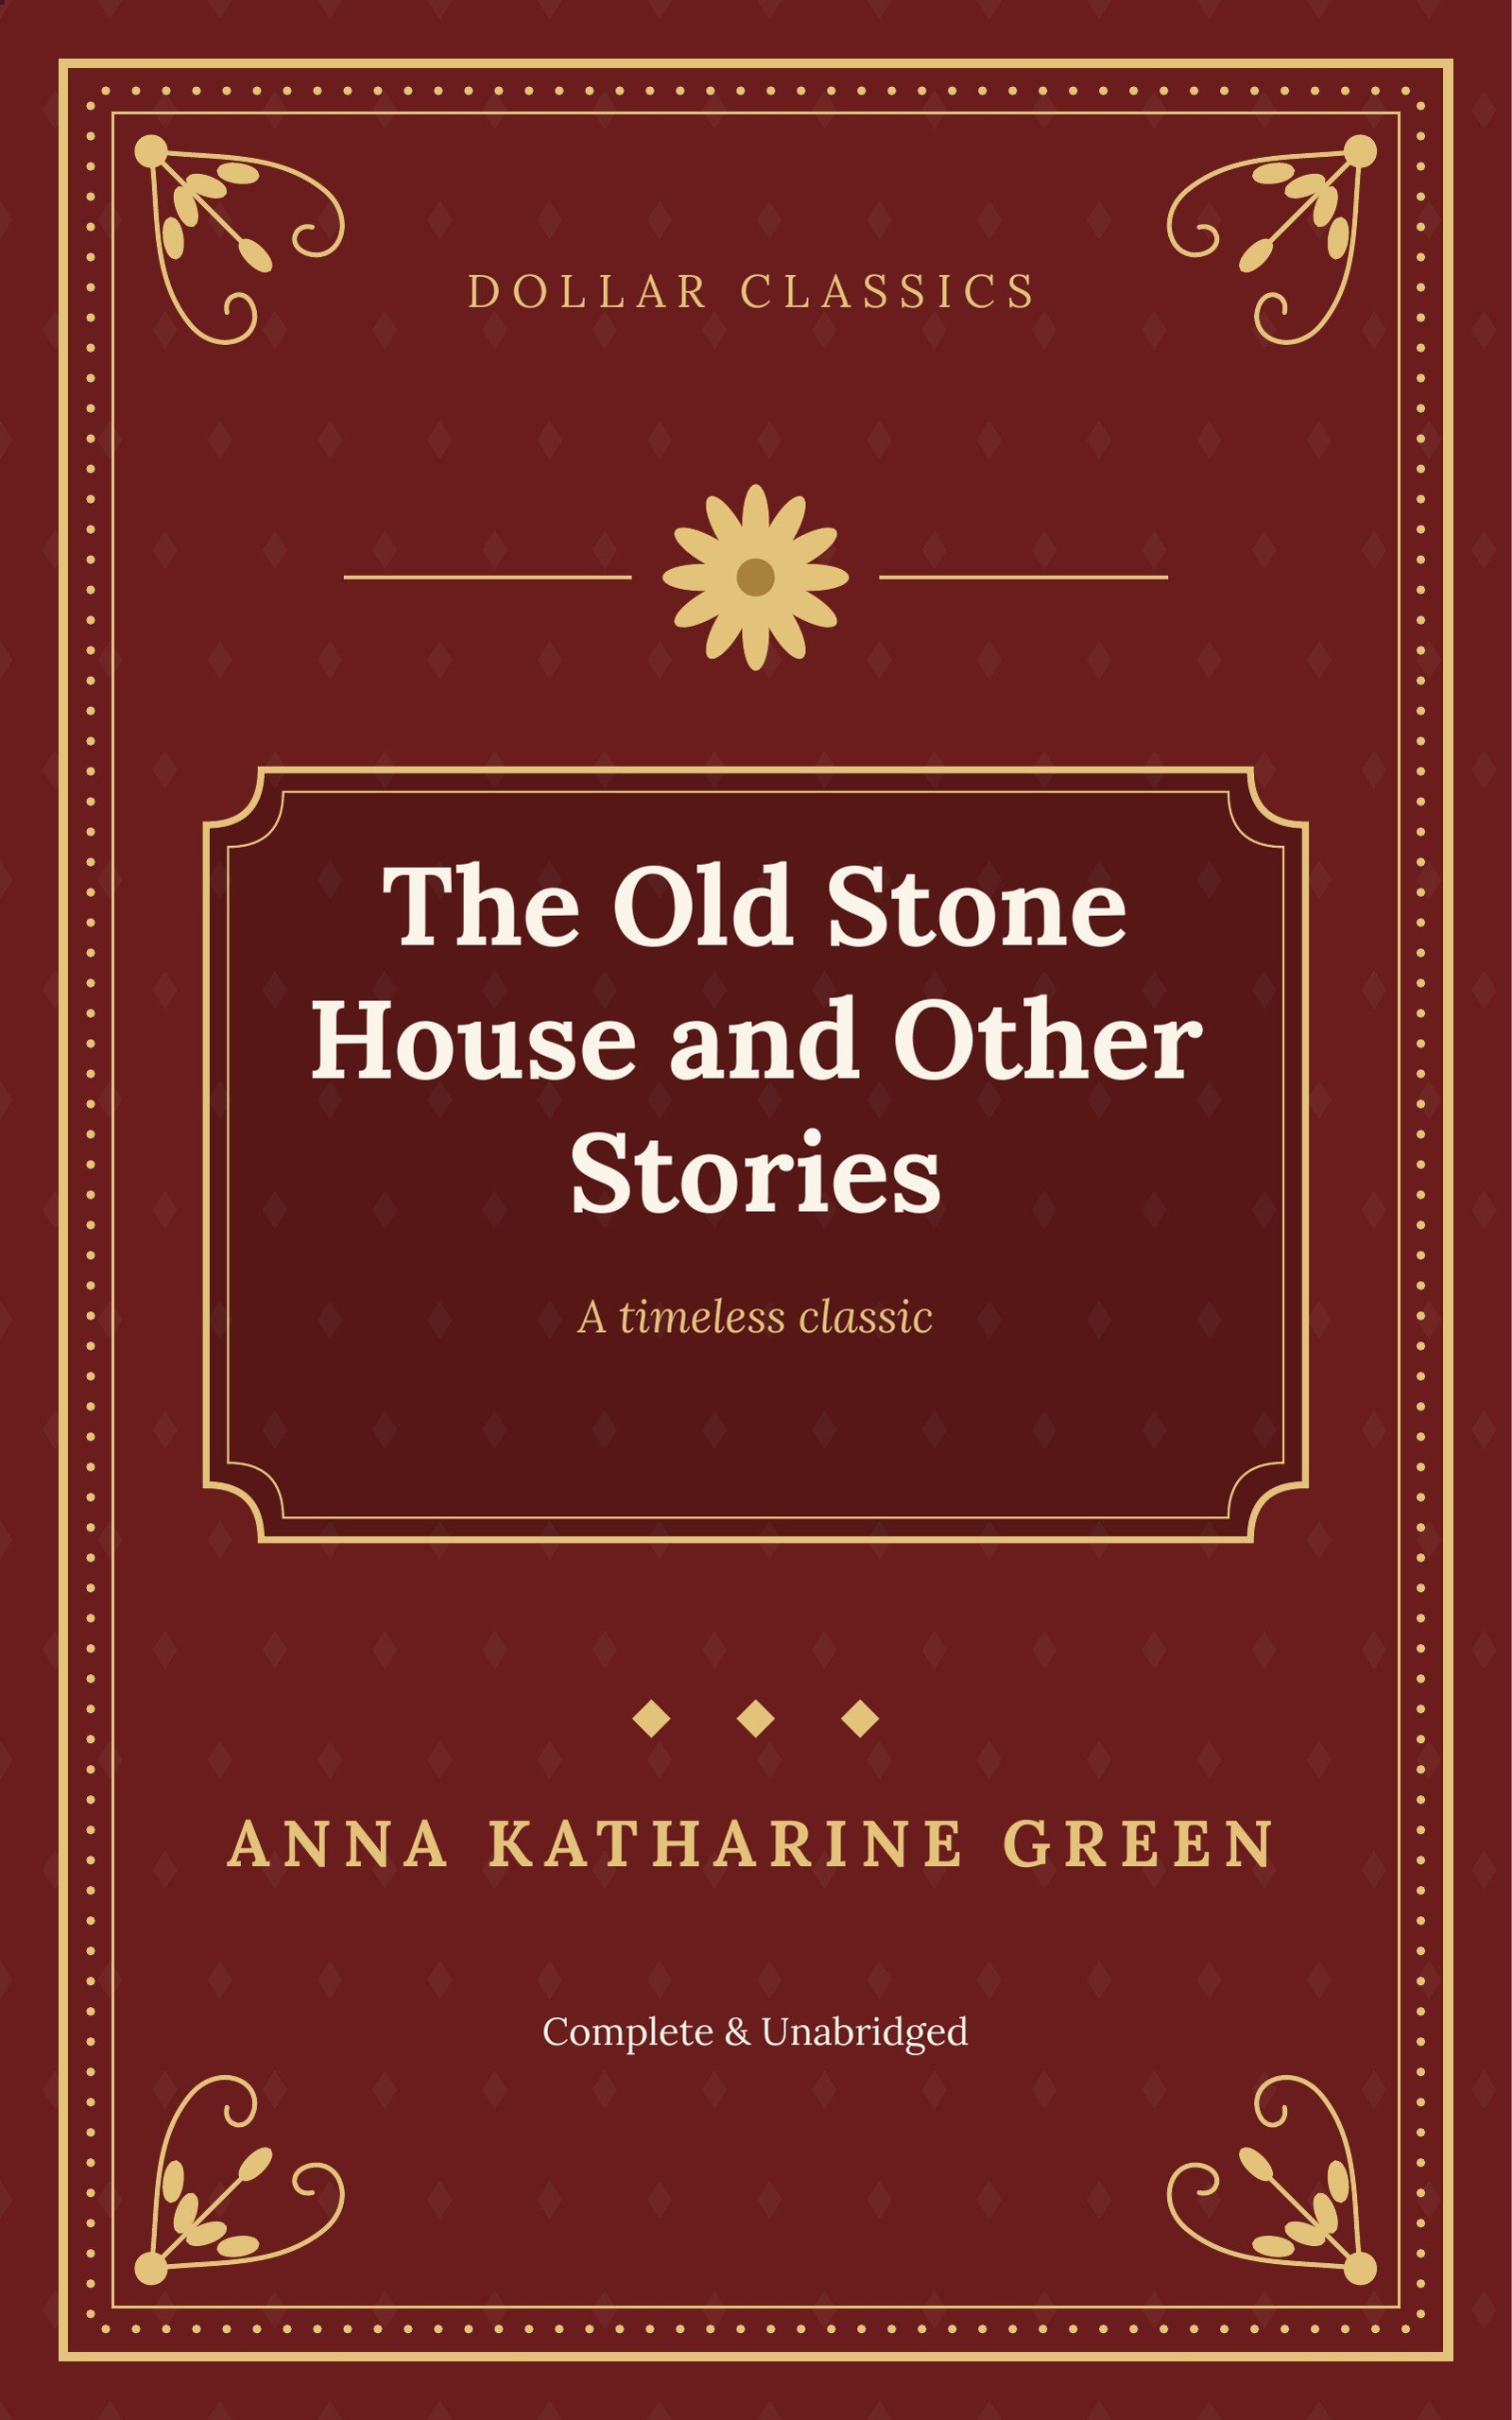 DOLLAR CLASSICS
The Old Stone
House and Other
Stories
A timeless classic
ANNA KATHARINE GREEN
Complete & Unabridged